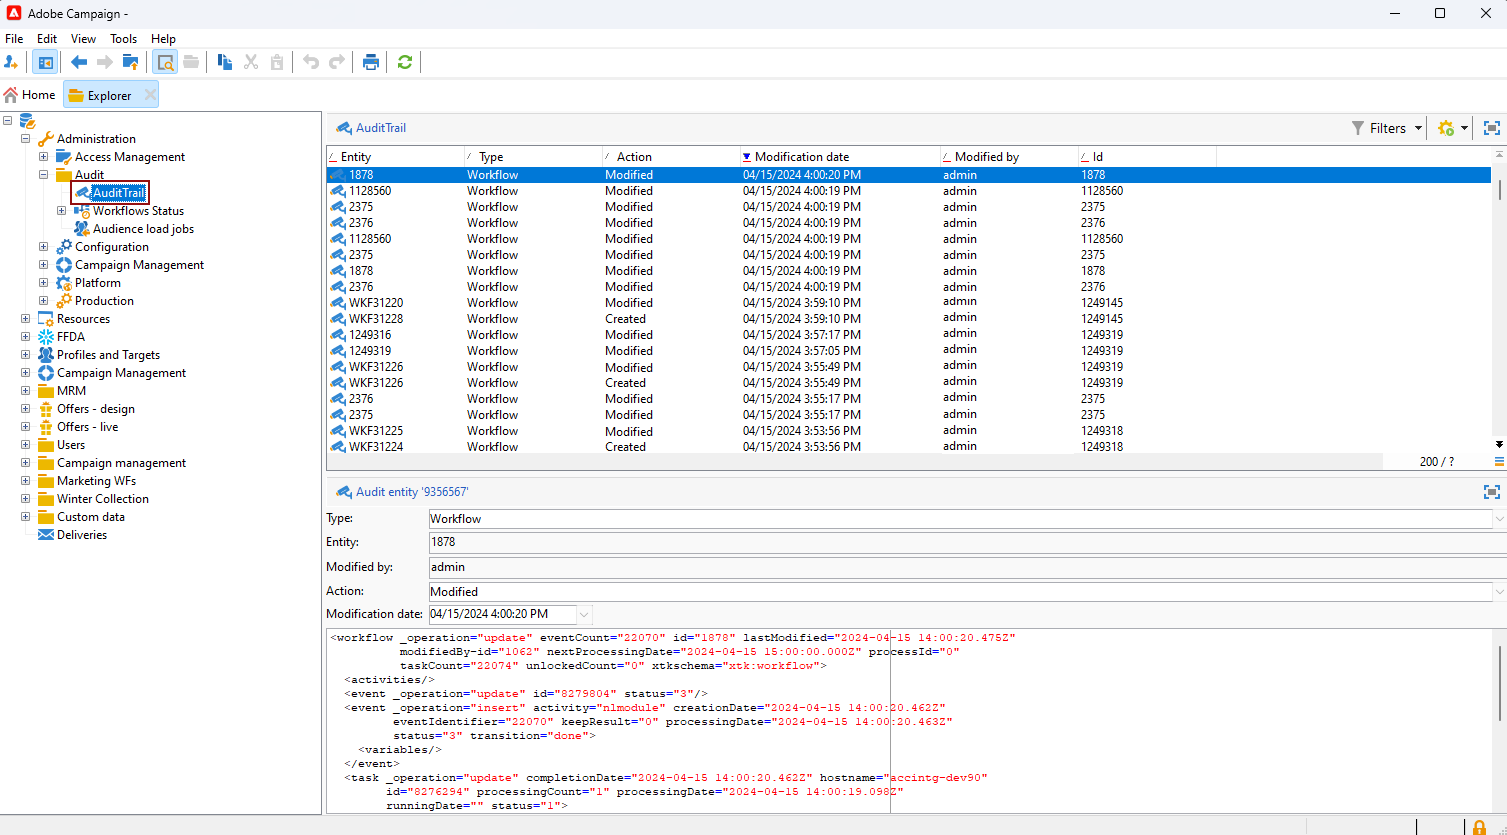 Adobe Campaign -
File Edit View Tools Help
Home Explorer
Administration
Access Management
Audit
AuditTrail
Workflows Status
Audience load jobs
Configuration
Campaign Management
Platform
Production
Resources
FFDA
Profiles and Targets
Campaign Management
MRM
Offers - design
Offers - live
Users
Campaign management
Marketing WFs
Winter Collection
Custom data
Deliveries
AuditTrail Filters
Entity Type Action Modification date Modified by Id
1878 Workflow Modified 04/15/2024 4:00:20 PM admin 1878
1128560 Workflow Modified 04/15/2024 4:00:19 PM admin 1128560
2375 Workflow Modified 04/15/2024 4:00:19 PM admin 2375
2376 Workflow Modified 04/15/2024 4:00:19 PM admin 2376
1128560 Workflow Modified 04/15/2024 4:00:19 PM admin 1128560
2375 Workflow Modified 04/15/2024 4:00:19 PM admin 2375
1878 Workflow Modified 04/15/2024 4:00:19 PM admin 1878
2376 Workflow Modified 04/15/2024 4:00:19 PM admin 2376
WKF31220 Workflow Modified 04/15/2024 3:59:10 PM admin 1249145
WKF31228 Workflow Created 04/15/2024 3:59:10 PM admin 1249145
1249316 Workflow Modified 04/15/2024 3:57:17 PM admin 1249319
1249319 Workflow Modified 04/15/2024 3:57:05 PM admin 1249319
WKF31226 Workflow Modified 04/15/2024 3:55:49 PM admin 1249319
WKF31226 Workflow Created 04/15/2024 3:55:49 PM admin 1249319
2376 Workflow Modified 04/15/2024 3:55:17 PM admin 2375
2375 Workflow Modified 04/15/2024 3:55:17 PM admin 2375
WKF31225 Workflow Modified 04/15/2024 3:53:56 PM admin 1249318
WKF31224 Workflow Created 04/15/2024 3:53:56 PM admin 1249318
200 / ?
Audit entity '9356567'
Type: Workflow
Entity: 1878
Modified by: admin
Action: Modified
Modification date: 04/15/2024 4:00:20 PM
<workflow _operation="update" eventCount="22070" id="1878" lastModified="2024-04-15 14:00:20.475Z"
modifiedBy-id="1062" nextProcessingDate="2024-04-15 15:00:00.000Z" processId="0"
taskCount="22074" unlockedCount="0" xtkschema="xtk:workflow">
<activities/>
<event _operation="update" id="8279804" status="3"/>
<event _operation="insert" activity="nlmodule" creationDate="2024-04-15 14:00:20.462Z"
eventIdentifier="22070" keepResult="0" processingDate="2024-04-15 14:00:20.463Z"
status="3" transition="done">
<variables/>
</event>
<task _operation="update" completionDate="2024-04-15 14:00:20.462Z" hostname="accintg-dev90"
id="8276294" processingCount="1" processingDate="2024-04-15 14:00:19.098Z"
runningDate="" status="1">